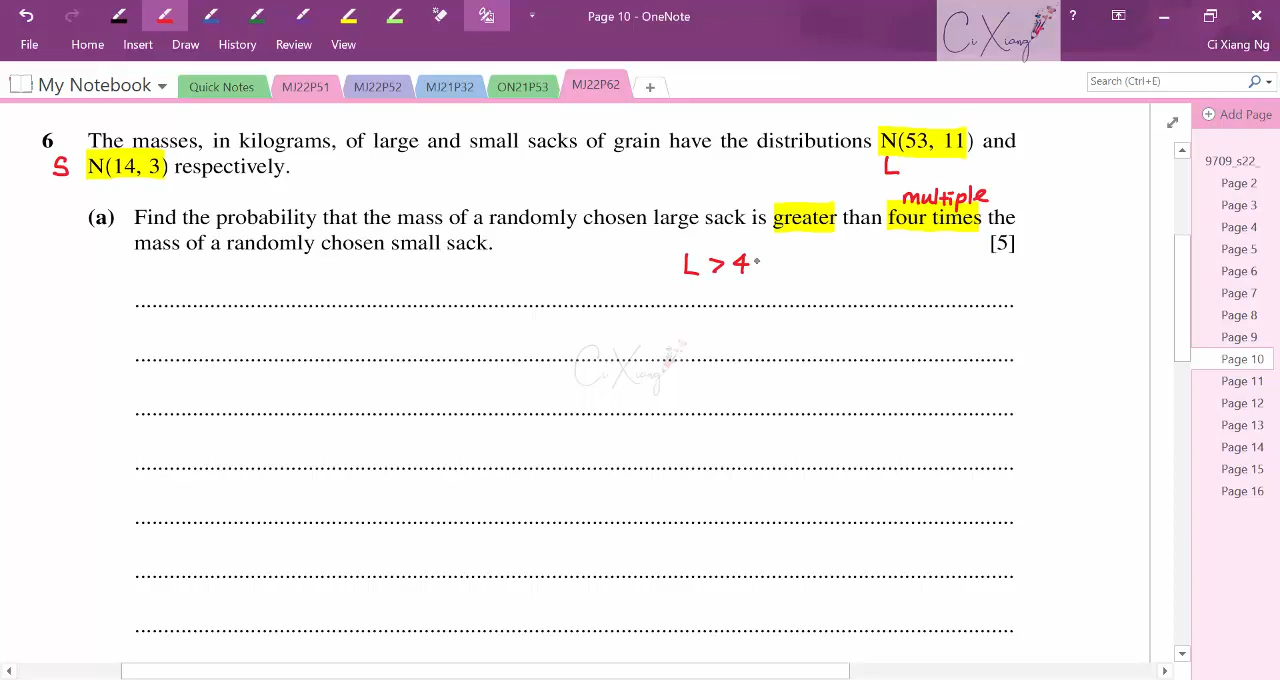 Page 10 - OneNote
Ci Xiang
?
File Home Insert Draw History Review View
Ci Xiang Ng
My Notebook Quick Notes MJ22P51 MJ22P52 MJ21P32 ON21P53 MJ22P62 +
Search (Ctrl+E)
Add Page
6 The masses, in kilograms, of large and small sacks of grain have the distributions N(53, 11) and
S N(14, 3) respectively.
L
multiple
(a) Find the probability that the mass of a randomly chosen large sack is greater than four times the
mass of a randomly chosen small sack. [5]
L > 4
Ci Xiang
9709_s22_
Page 2
Page 3
Page 4
Page 5
Page 6
Page 7
Page 8
Page 9
Page 10
Page 11
Page 12
Page 13
Page 14
Page 15
Page 16